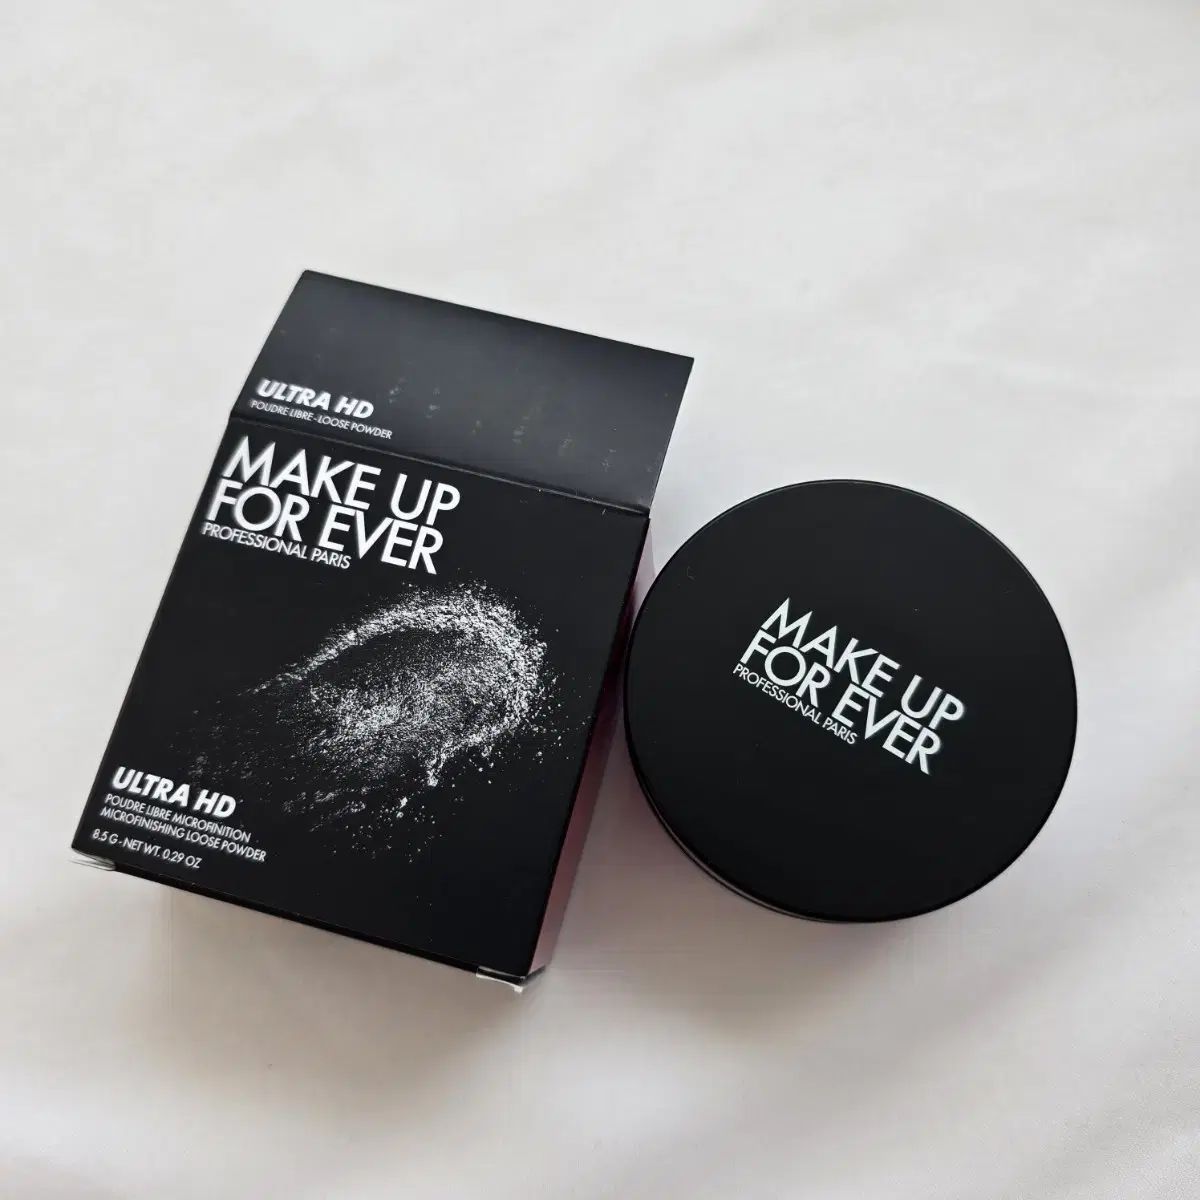 ULTRA HD
POUDRE LIBRE - LOOSE POWDER
MAKE UP
FOR EVER
PROFESSIONAL PARIS
ULTRA HD
POUDRE LIBRE MICROFINITION
MICROFINISHING LOOSE POWDER
8.5 G - NET WT. 0.29 OZ
MAKE UP
FOR EVER
PROFESSIONAL PARIS